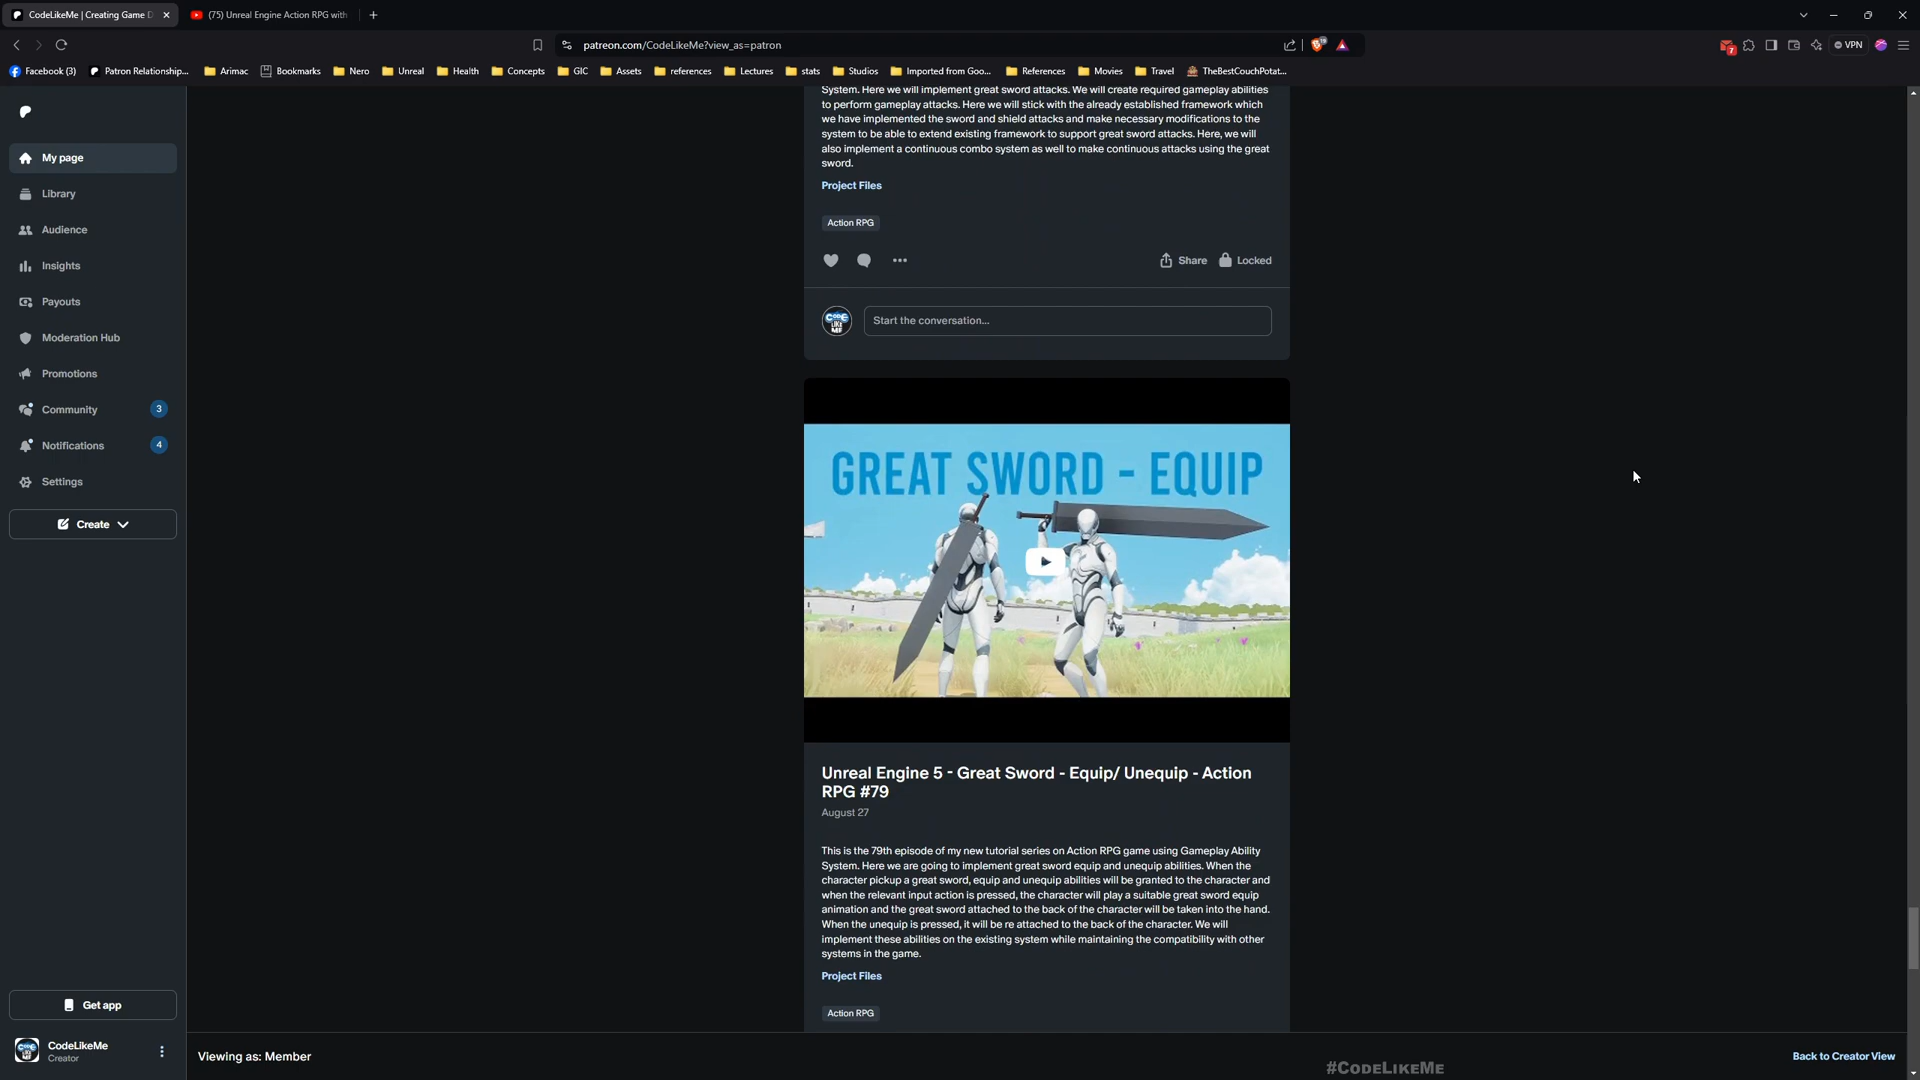 CodeLikeMe | Creating Game D
(75) Unreal Engine Action RPG with
patreon.com/CodeLikeMe?view_as=patron
19
7
VPN
Facebook (3)
Patron Relationship...
Arimac
Bookmarks
Nero
Unreal
Health
Concepts
GIC
Assets
references
Lectures
stats
Studios
Imported from Goo...
References
Movies
Travel
TheBestCouchPotat...
My page
Library
Audience
Insights
Payouts
Moderation Hub
Promotions
Community 3
Notifications 4
Settings
Create
Get app
CodeLikeMe
Creator
System. Here we will implement great sword attacks. We will create required gameplay abilities
to perform gameplay attacks. Here we will stick with the already established framework which
we have implemented the sword and shield attacks and make necessary modifications to the
system to be able to extend existing framework to support great sword attacks. Here, we will
also implement a continuous combo system as well to make continuous attacks using the great
sword.
Project Files
Action RPG
Share
Locked
CODE
LIKE
ME
Start the conversation...
GREAT SWORD - EQUIP
Unreal Engine 5 - Great Sword - Equip/ Unequip - Action
RPG #79
August 27
This is the 79th episode of my new tutorial series on Action RPG game using Gameplay Ability
System. Here we are going to implement great sword equip and unequip abilities. When the
character pickup a great sword, equip and unequip abilities will be granted to the character and
when the relevant input action is pressed, the character will play a suitable great sword equip
animation and the great sword attached to the back of the character will be taken into the hand.
When the unequip is pressed, it will be re attached to the back of the character. We will
implement these abilities on the existing system while maintaining the compatibility with other
systems in the game.
Project Files
Action RPG
Viewing as: Member
#CodeLikeMe
Back to Creator View